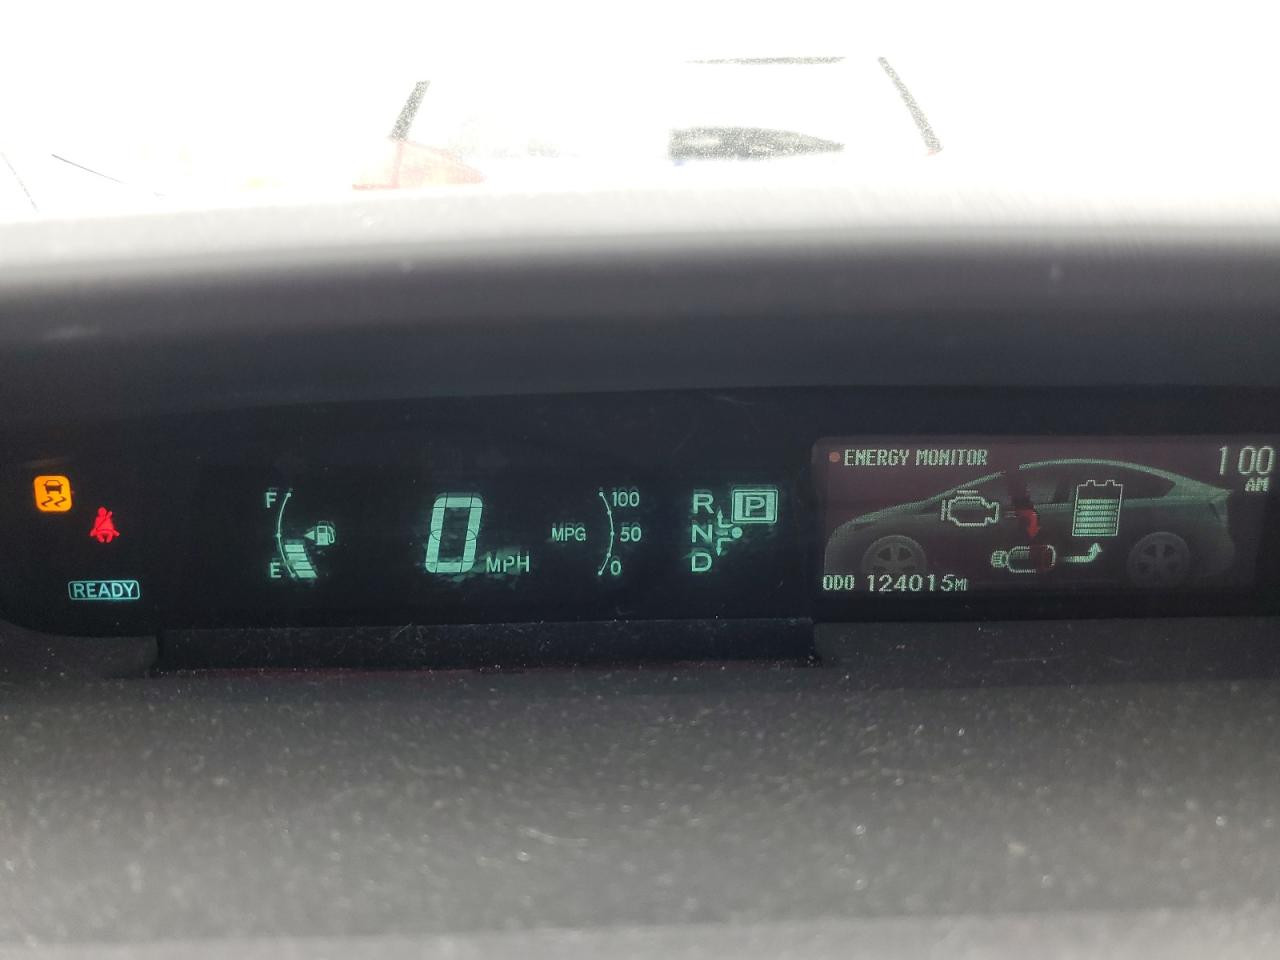 ENERGY MONITOR
1 00
AM
F
E
0
MPH
MPG
100
50
0
R
N
D
P
READY
ODO 124015MI